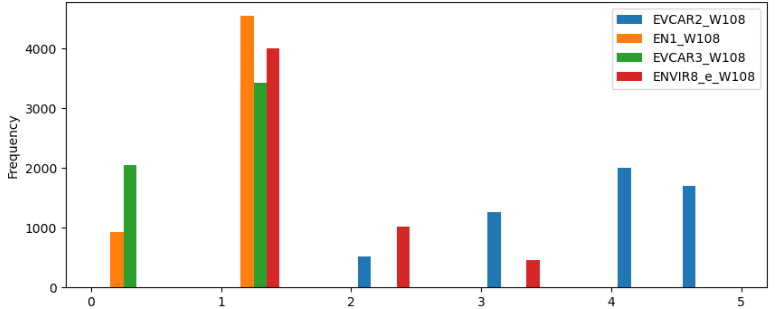 EVCAR2_W108
EN1_W108
EVCAR3_W108
ENVIR8_e_W108
Frequency
4000
3000
2000
1000
0
0 1 2 3 4 5